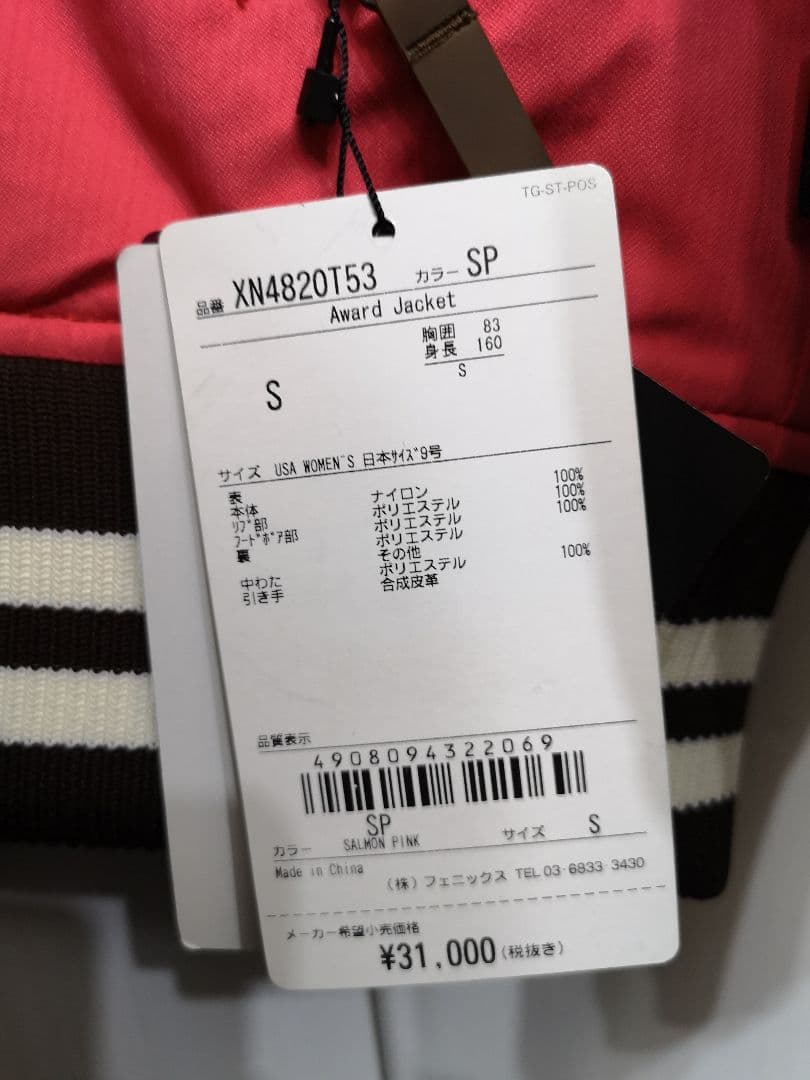 TG-ST-POS
品番 XN4820T53 カラー SP
Award Jacket
胸囲 83
身長 160
S
S
サイズ USA WOMEN'S 日本ｻｲｽﾞ9号
表
本体 ナイロン 100%
ﾘﾌﾞ部 ポリエステル 100%
ﾌｰﾄﾞﾎﾞｱ部 ポリエステル 100%
裏 ポリエステル
その他
中わた ポリエステル 100%
引き手 合成皮革
品質表示
4908094322069
SP S
カラー SALMON PINK サイズ
Made in China
（株）フェニックス TEL 03-6833-3430
メーカー希望小売価格
¥31,000(税抜き)